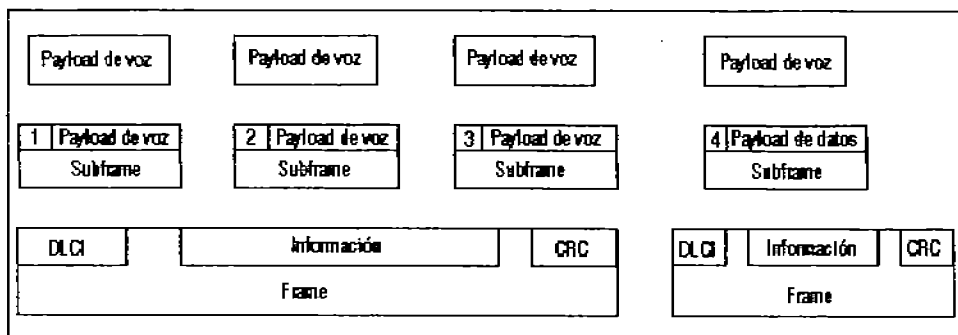 Payload de voz Payload de voz Payload de voz Payload de voz
1 Payload de voz 2 Payload de voz 3 Payload de voz 4 Payload de datos
Subframe Subframe Subframe Subframe
DLCI Información CRC DLCI Información CRC
Frame Frame